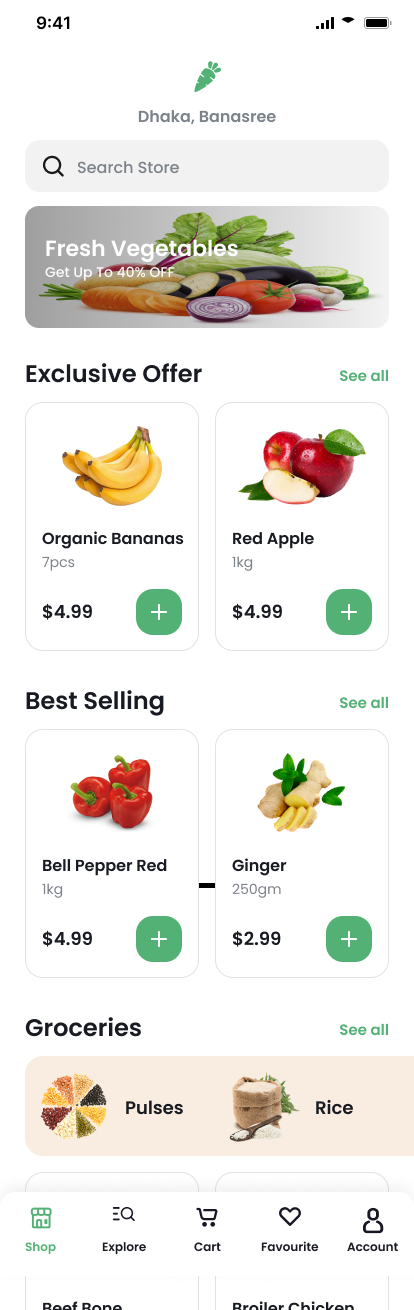 9:41
Dhaka, Banasree
Search Store
Fresh Vegetables
Get Up To 40% OFF
Exclusive Offer
See all
Organic Bananas
7pcs
$4.99
Red Apple
1kg
$4.99
Best Selling
See all
Bell Pepper Red
1kg
$4.99
Ginger
250gm
$2.99
Groceries
See all
Pulses
Rice
Shop
Explore
Cart
Favourite
Account
Beef Bone
Broiler Chicken